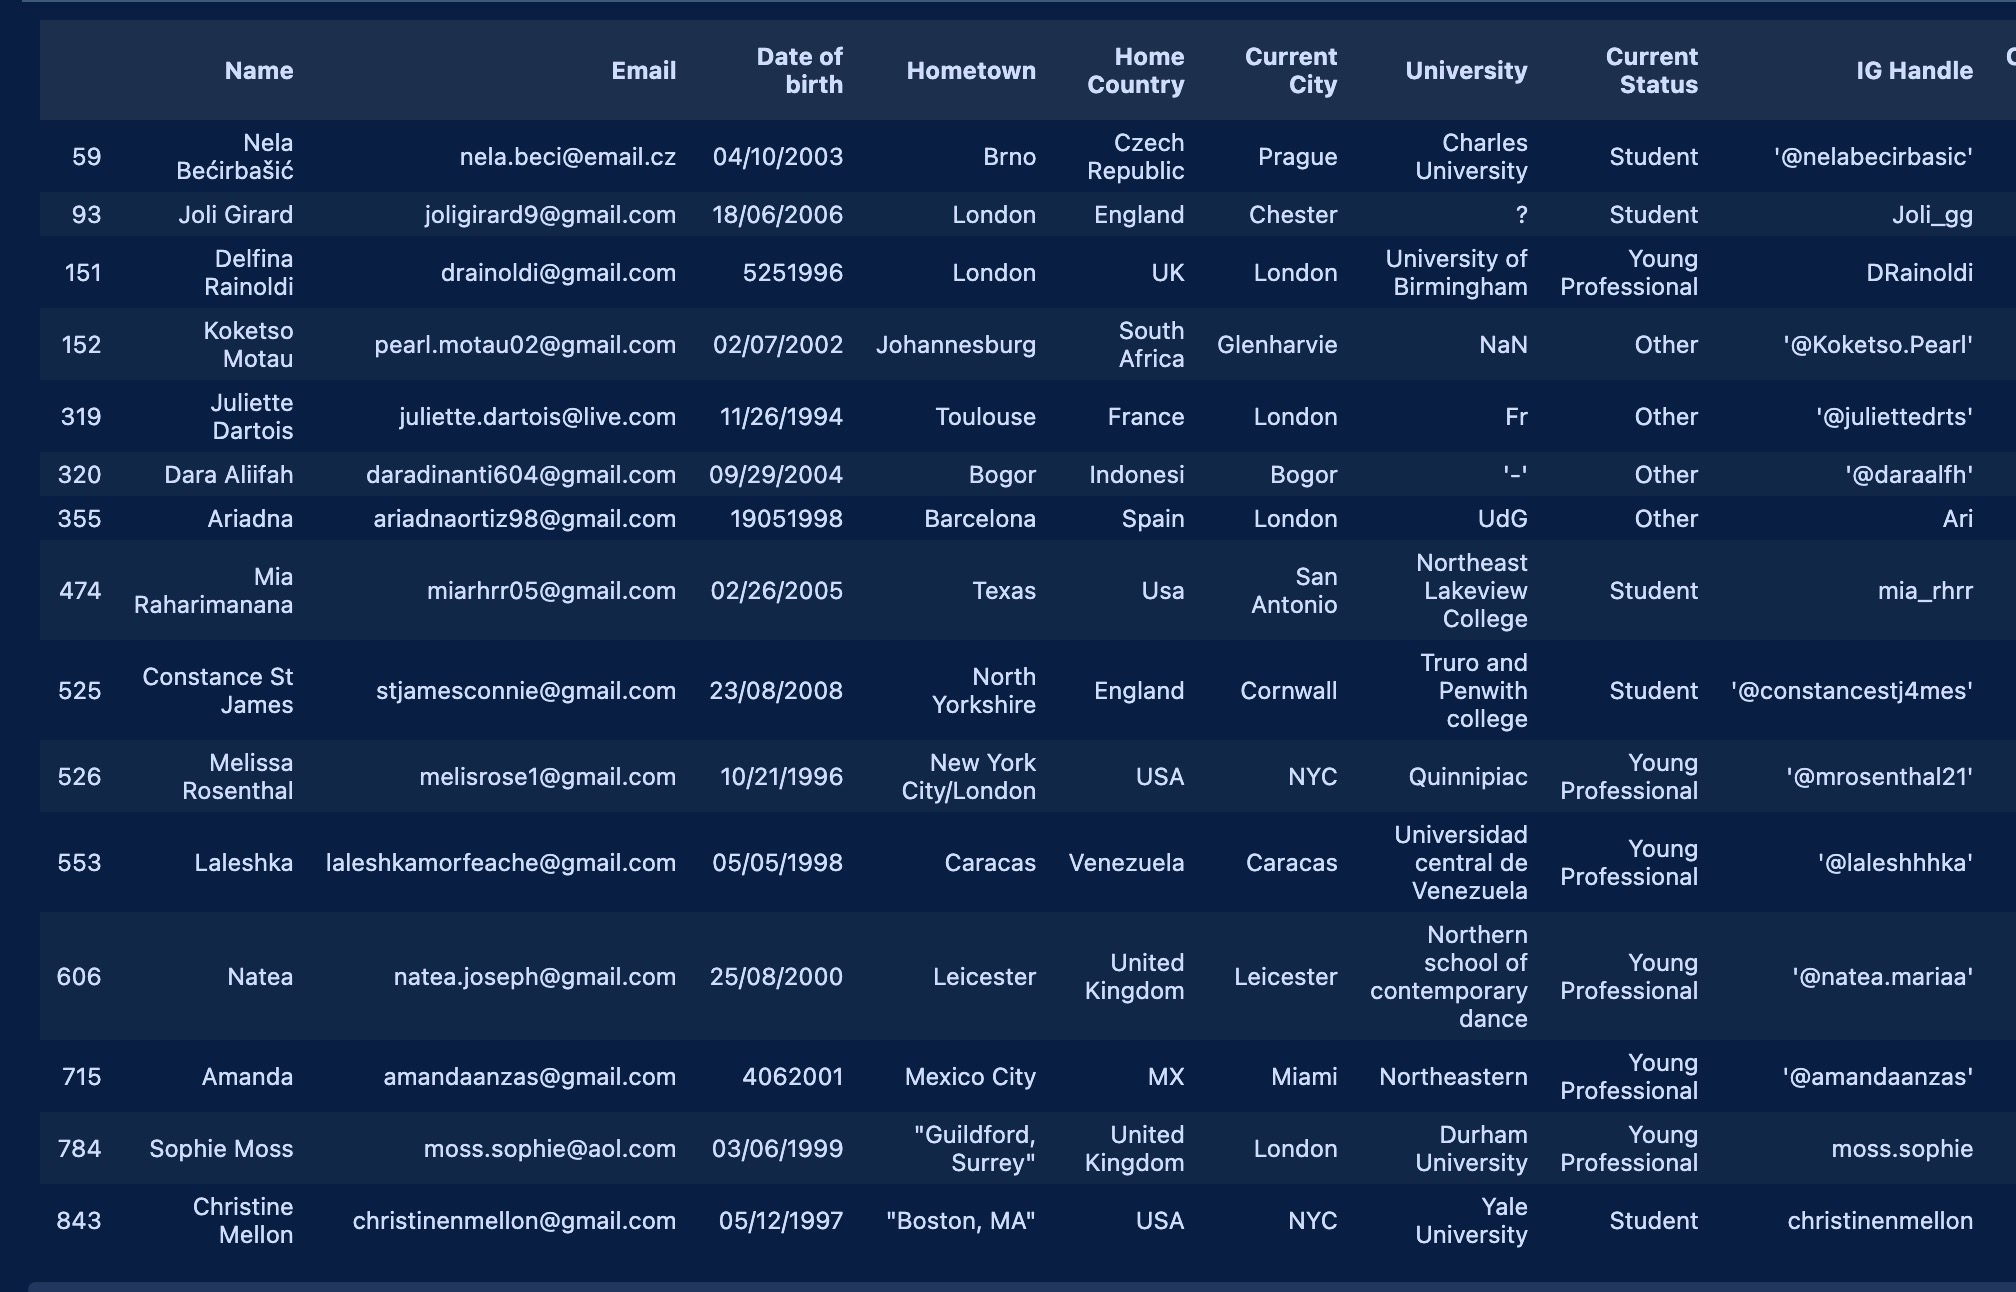 Name Email Date of birth Hometown Home Country Current City University Current Status IG Handle C
59 Nela Bećirbašić nela.beci@email.cz 04/10/2003 Brno Czech Republic Prague Charles University Student '@nelabecirbasic'
93 Joli Girard joligirard9@gmail.com 18/06/2006 London England Chester ? Student Joli_gg
151 Delfina Rainoldi drainoldi@gmail.com 5251996 London UK London University of Birmingham Young Professional DRainoldi
152 Koketso Motau pearl.motau02@gmail.com 02/07/2002 Johannesburg South Africa Glenharvie NaN Other '@Koketso.Pearl'
319 Juliette Dartois juliette.dartois@live.com 11/26/1994 Toulouse France London Fr Other '@juliettedrts'
320 Dara Aliifah daradinanti604@gmail.com 09/29/2004 Bogor Indonesi Bogor '-' Other '@daraalfh'
355 Ariadna ariadnaortiz98@gmail.com 19051998 Barcelona Spain London UdG Other Ari
474 Mia Raharimanana miarhrr05@gmail.com 02/26/2005 Texas Usa San Antonio Northeast Lakeview College Student mia_rhrr
525 Constance St James stjamesconnie@gmail.com 23/08/2008 North Yorkshire England Cornwall Truro and Penwith college Student '@constancestj4mes'
526 Melissa Rosenthal melisrose1@gmail.com 10/21/1996 New York City/London USA NYC Quinnipiac Young Professional '@mrosenthal21'
553 Laleshka laleshkamorfeache@gmail.com 05/05/1998 Caracas Venezuela Caracas Universidad central de Venezuela Young Professional '@laleshhhka'
606 Natea natea.joseph@gmail.com 25/08/2000 Leicester United Kingdom Leicester Northern school of contemporary dance Young Professional '@natea.mariaa'
715 Amanda amandaanzas@gmail.com 4062001 Mexico City MX Miami Northeastern Young Professional '@amandaanzas'
784 Sophie Moss moss.sophie@aol.com 03/06/1999 "Guildford, Surrey" United Kingdom London Durham University Young Professional moss.sophie
843 Christine Mellon christinenmellon@gmail.com 05/12/1997 "Boston, MA" USA NYC Yale University Student christinenmellon